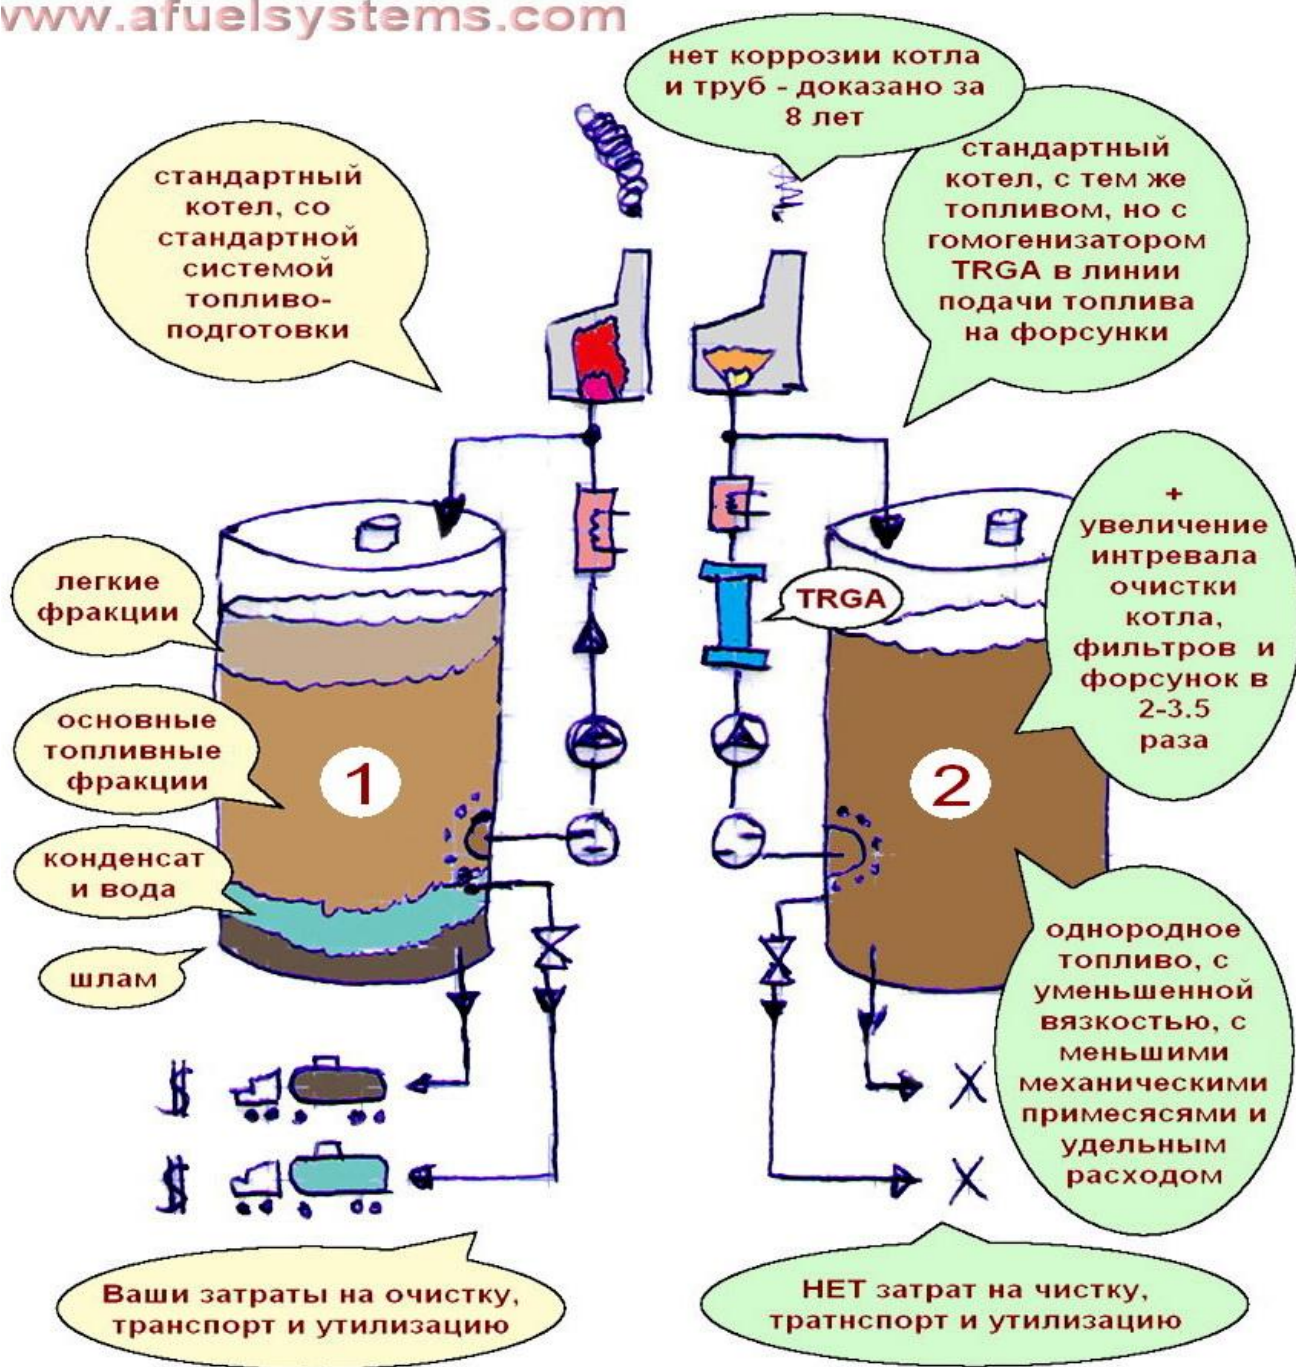 www.afuelsystems.com
нет коррозии котла
и труб - доказано за
8 лет
стандартный
котел, со
стандартной
системой
топливо-
подготовки
стандартный
котел, с тем же
топливом, но с
гомогенизатором
TRGA в линии
подачи топлива
на форсунки
легкие
фракции
TRGA
+
увеличение
интревала
очистки
котла,
фильтров и
форсунок в
2-3.5
раза
основные
топливные
фракции
1
2
конденсат
и вода
шлам
однородное
топливо, с
уменьшенной
вязкостью, с
меньшими
механическими
примесясями и
удельным
расходом
$
X
$
X
Ваши затраты на очистку,
транспорт и утилизацию
НЕТ затрат на чистку,
тратнспорт и утилизацию